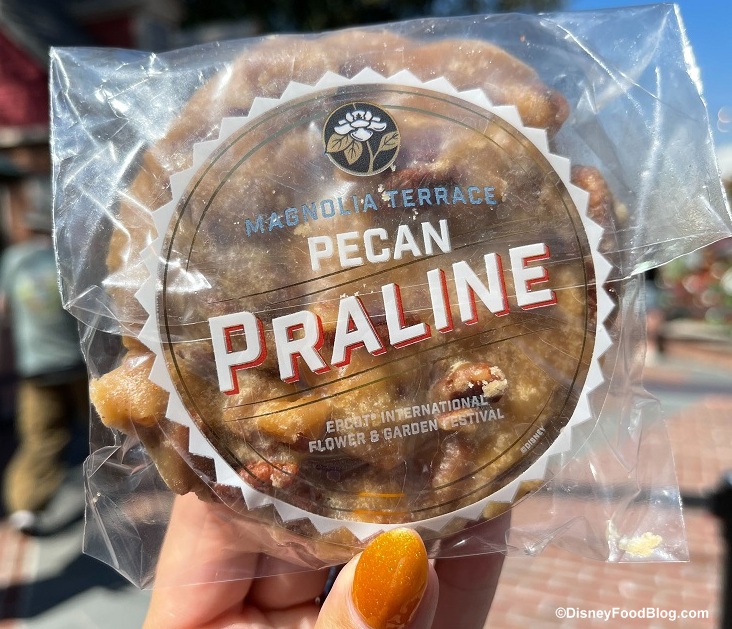 MAGNOLIA TERRACE
PECAN
PRALINE
EPCOT® INTERNATIONAL
FLOWER & GARDEN FESTIVAL
©DISNEY
©DisneyFoodBlog.com